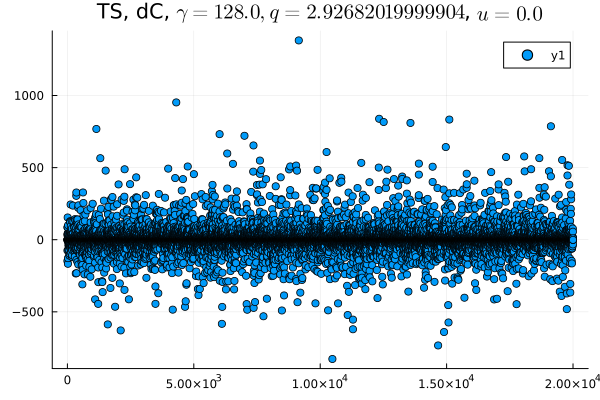 TS, dC, γ = 128.0, q = 2.92682019999904, u = 0.0
y1
1000
500
0
−500
0 5.00×10³ 1.00×10⁴ 1.50×10⁴ 2.00×10⁴